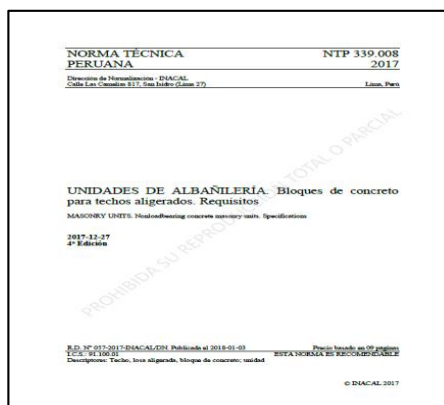 NORMA TÉCNICA NTP 339.008
PERUANA 2017
Dirección de Normalización - INACAL
Calle Las Camelias 817, San Isidro (Lima 27) Lima, Perú
UNIDADES DE ALBAÑILERÍA. Bloques de concreto
para techos aligerados. Requisitos
MASONRY UNITS. Nonloadbearing concrete masonry units. Specifications
2017-12-27
4ª Edición
PROHIBIDA SU REPRODUCCIÓN TOTAL O PARCIAL
R.D. Nº 057-2017-INACAL/DN. Publicada el 2018-01-03 Precio basado en 09 páginas
I.C.S.: 91.100.01 ESTA NORMA ES RECOMENDABLE
Descriptores: Techo, losa aligerada, bloque de concreto; unidad
© INACAL 2017